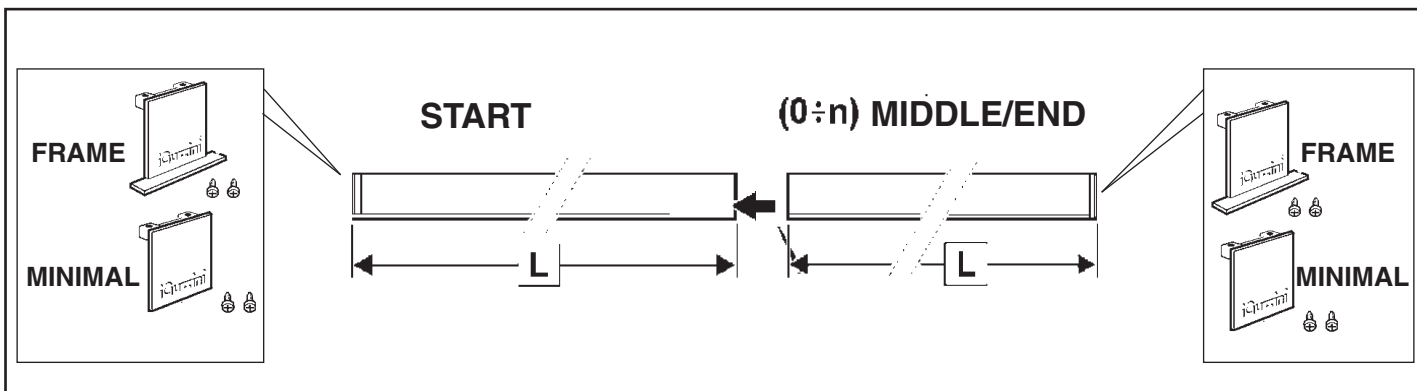 START
(0÷n) MIDDLE/END
FRAME
MINIMAL
L
L
FRAME
MINIMAL